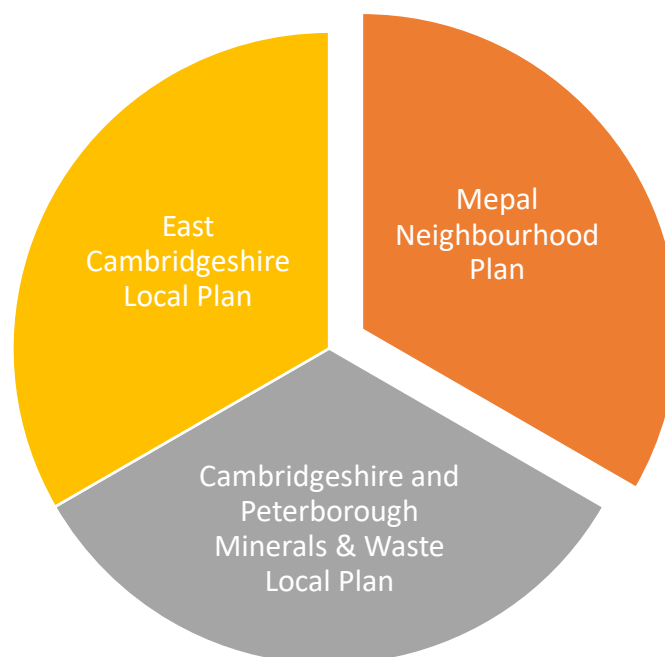 East
Cambridgeshire
Local Plan
Mepal
Neighbourhood
Plan
Cambridgeshire and
Peterborough
Minerals & Waste
Local Plan